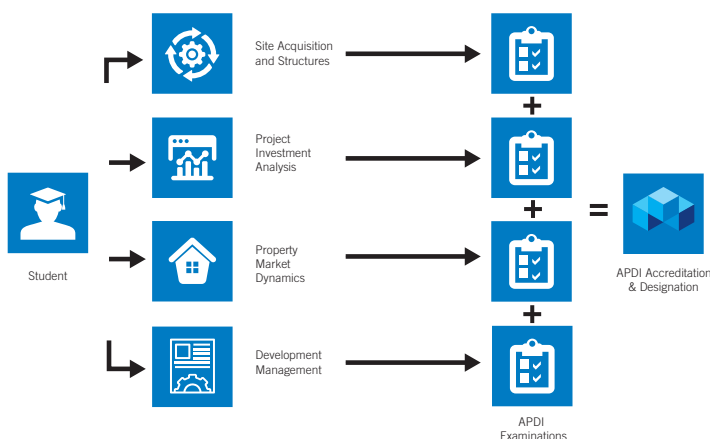 Site Acquisition
and Structures
+
Project
Investment
Analysis
+
=
Student
Property
Market
Dynamics
APDI Accreditation
& Designation
+
Development
Management
APDI
Examinations